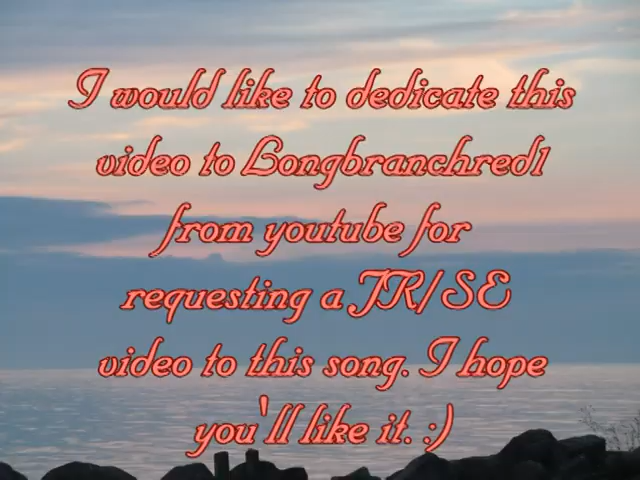 I would like to dedicate this
video to Longbranchred1
from youtube for
requesting a JR/SE
video to this song. I hope
you'll like it. :)